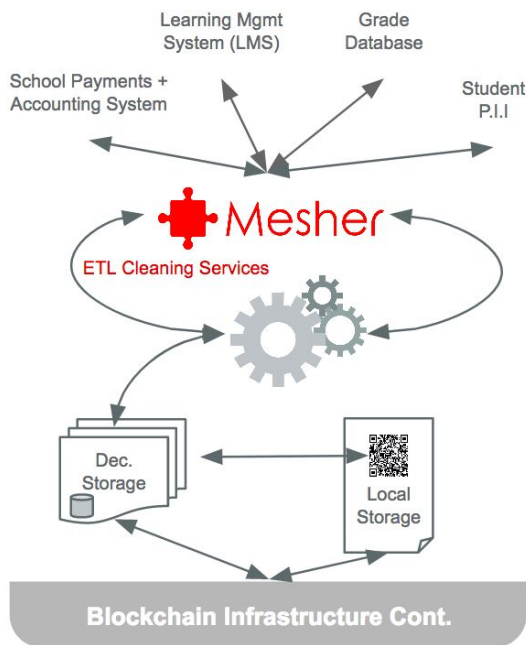 Learning Mgmt
System (LMS)
Grade
Database
School Payments +
Accounting System
Student
P.I.I
Mesher
ETL Cleaning Services
Dec.
Storage
Local
Storage
Blockchain Infrastructure Cont.